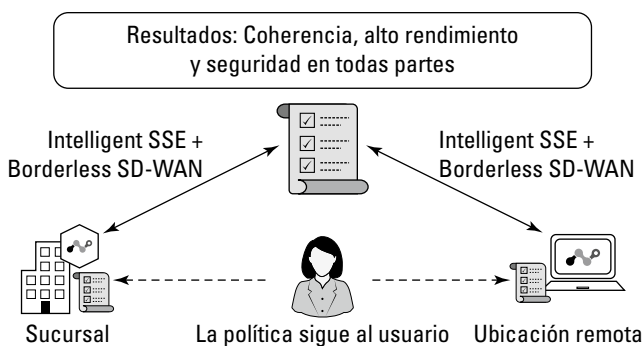 Resultados: Coherencia, alto rendimiento
y seguridad en todas partes
Intelligent SSE +
Borderless SD-WAN
Intelligent SSE +
Borderless SD-WAN
Sucursal
La política sigue al usuario
Ubicación remota